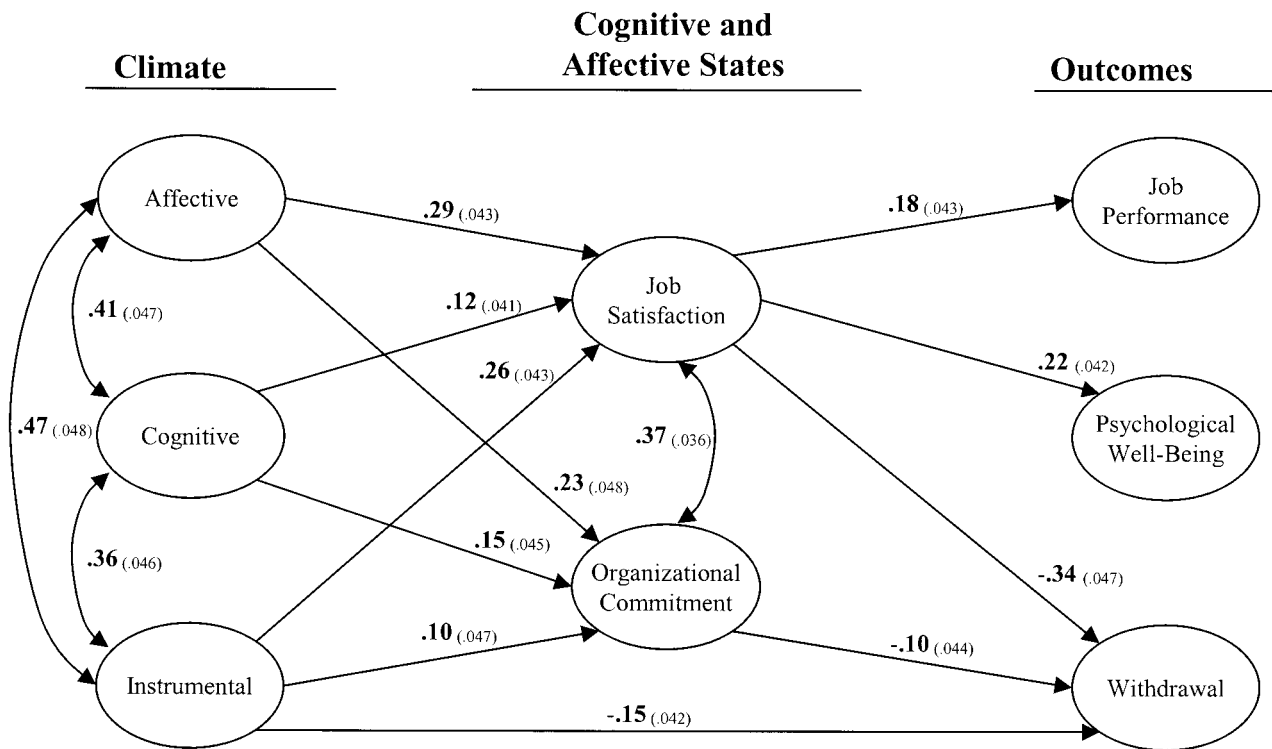 Climate
Cognitive and
Affective States
Outcomes
Affective
Job
Performance
.29 (.043)
.18 (.043)
Job
Satisfaction
.41 (.047)
.12 (.041)
.26 (.043)
.22 (.042)
.47 (.048)
Cognitive
.37 (.036)
Psychological
Well-Being
.23 (.048)
.36 (.046)
.15 (.045)
Organizational
Commitment
-.34 (.047)
.10 (.047)
-.10 (.044)
Instrumental
Withdrawal
-.15 (.042)